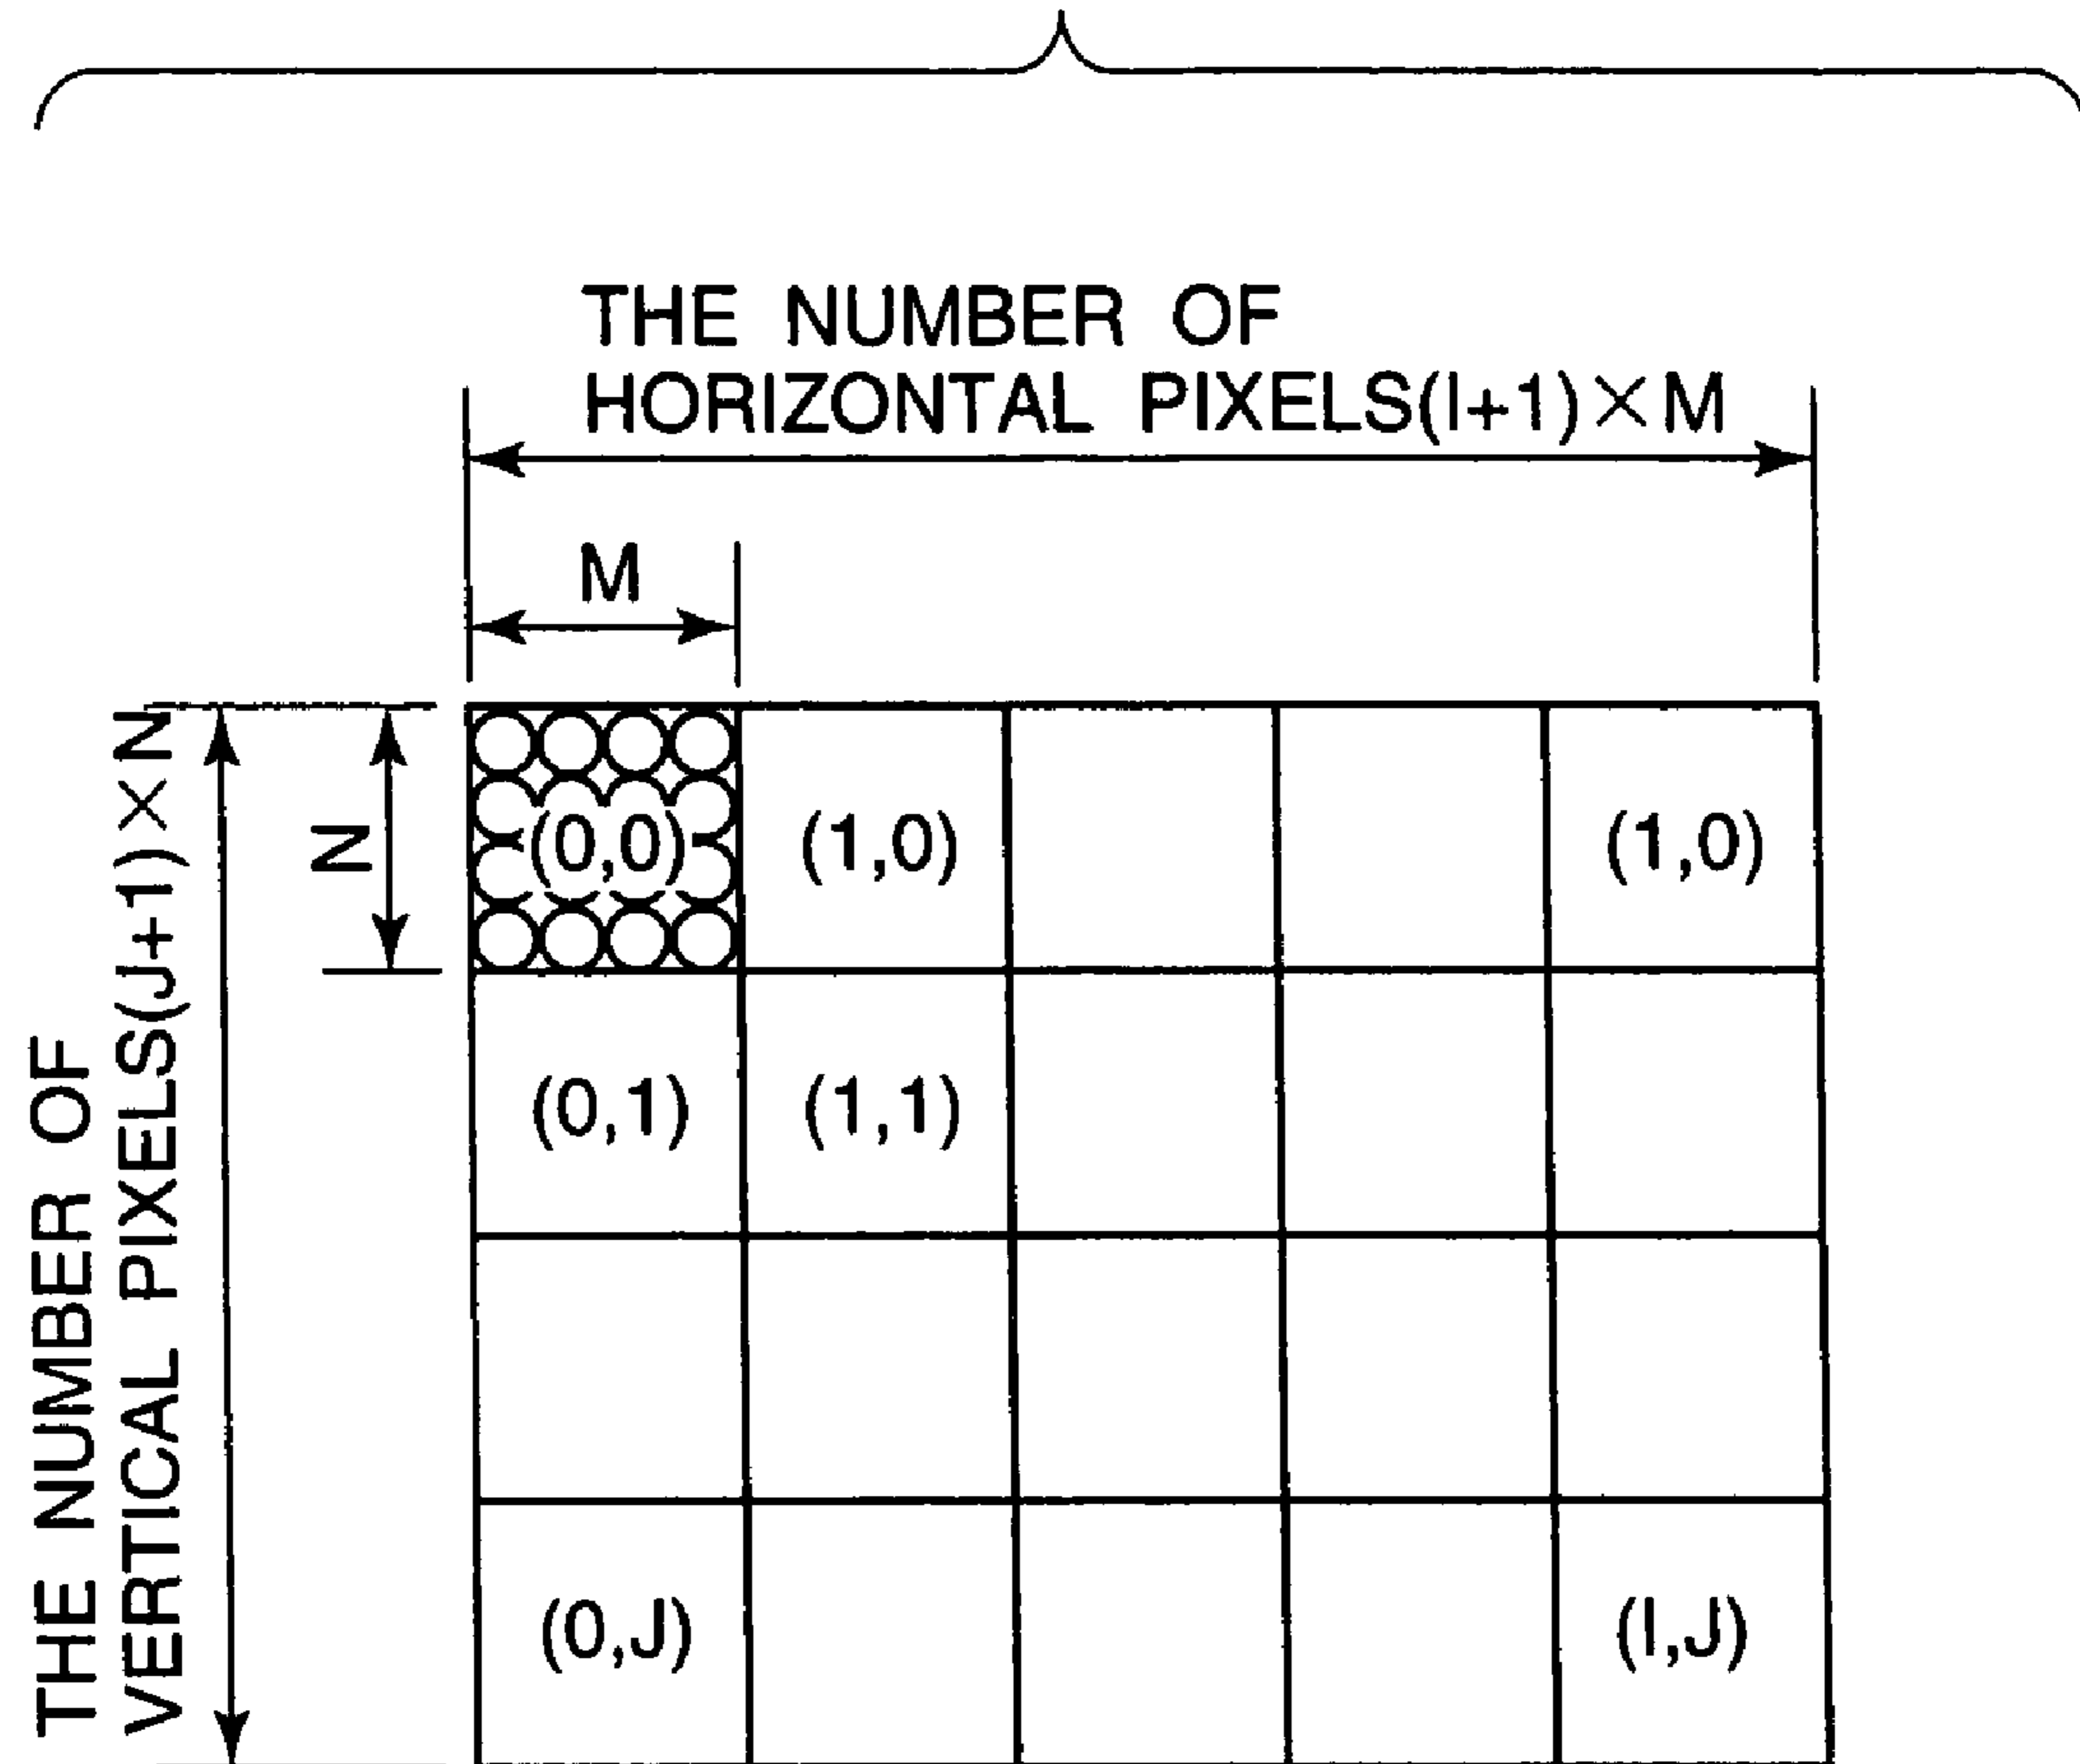 THE NUMBER OF
HORIZONTAL PIXELS(I+1)×M
M
THE NUMBER OF
VERTICAL PIXELS(J+1)×N
N
(0,0) (1,0) (1,0)
(0,1) (1,1)
(0,J) (I,J)